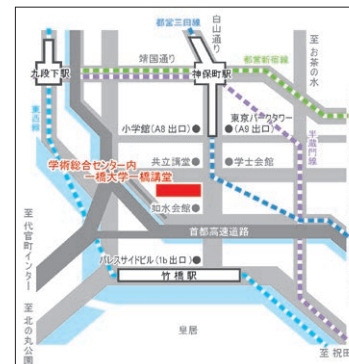 都営三田線
白山通り
至お茶の水
靖国通り
都営新宿線
九段下駅
神保町駅
東西線
小学館(A8 出口)
東京パークタワー
(A9 出口)
半蔵門線
学術総合センター内
一橋大学一橋講堂
共立講堂
学士会館
如水会館
至代官町インター
首都高速道路
パレスサイドビル(1b 出口)
竹橋駅
至北の丸公園
皇居
至 祝田